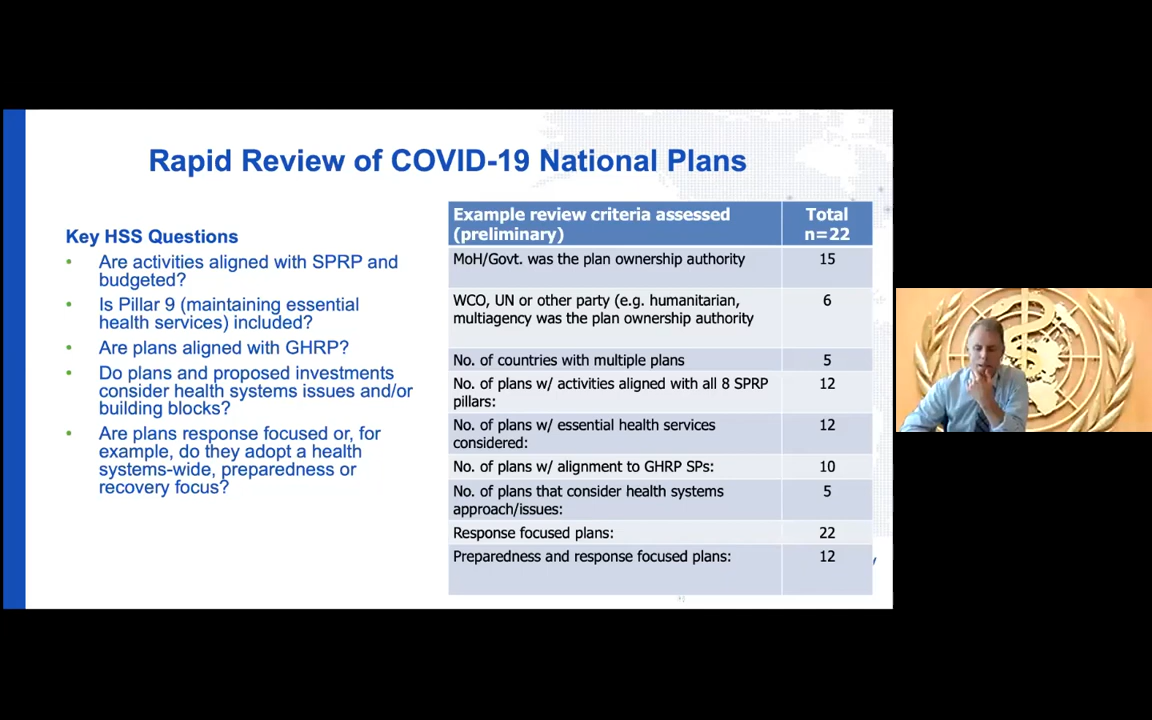 Rapid Review of COVID-19 National Plans
Key HSS Questions
• Are activities aligned with SPRP and
budgeted?
• Is Pillar 9 (maintaining essential
health services) included?
• Are plans aligned with GHRP?
• Do plans and proposed investments
consider health systems issues and/or
building blocks?
• Are plans response focused or, for
example, do they adopt a health
systems-wide, preparedness or
recovery focus?
Example review criteria assessed
(preliminary)
Total
n=22
MoH/Govt. was the plan ownership authority
15
WCO, UN or other party (e.g. humanitarian,
multiagency was the plan ownership authority
6
No. of countries with multiple plans
5
No. of plans w/ activities aligned with all 8 SPRP
pillars:
12
No. of plans w/ essential health services
considered:
12
No. of plans w/ alignment to GHRP SPs:
10
No. of plans that consider health systems
approach/issues:
5
Response focused plans:
22
Preparedness and response focused plans:
12